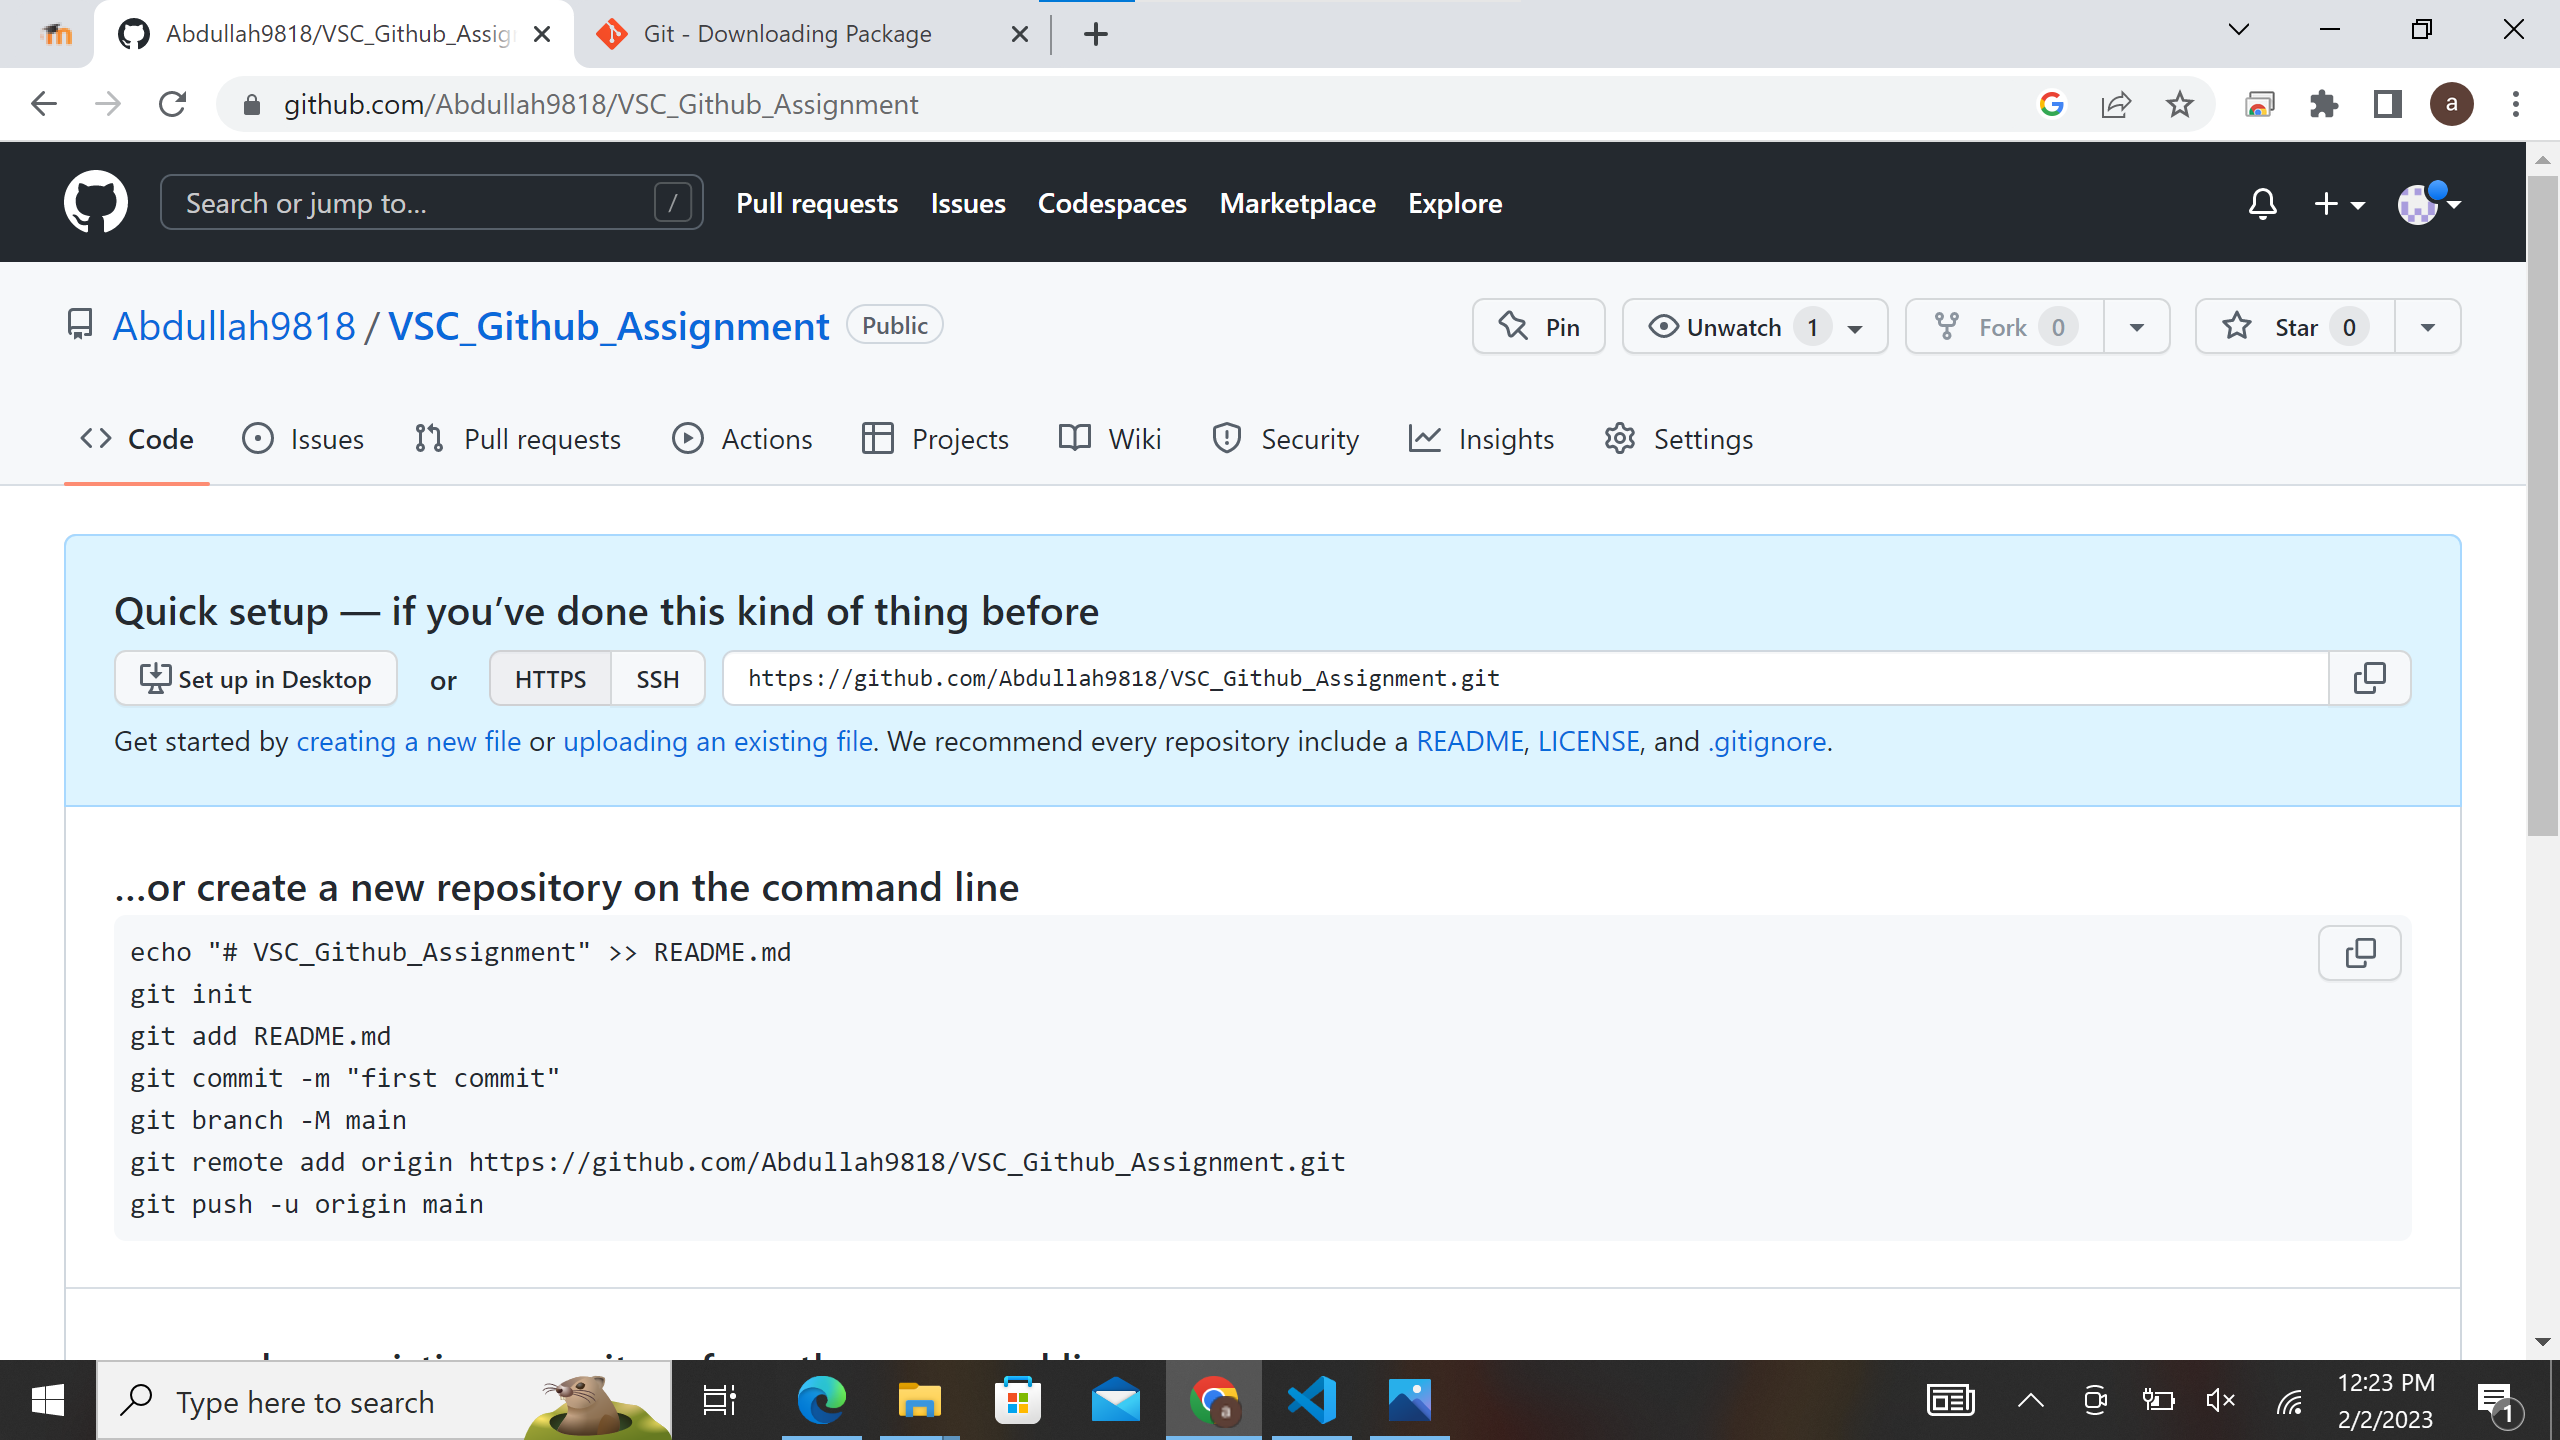 Abdullah9818/VSC_Github_Assig
Git - Downloading Package
github.com/Abdullah9818/VSC_Github_Assignment
a
Search or jump to...
/
Pull requests
Issues
Codespaces
Marketplace
Explore
Abdullah9818 / VSC_Github_Assignment
Public
Pin
Unwatch 1
Fork 0
Star 0
Code
Issues
Pull requests
Actions
Projects
Wiki
Security
Insights
Settings
Quick setup — if you’ve done this kind of thing before
Set up in Desktop
or
HTTPS
SSH
https://github.com/Abdullah9818/VSC_Github_Assignment.git
Get started by creating a new file or uploading an existing file. We recommend every repository include a README, LICENSE, and .gitignore.
...or create a new repository on the command line
echo "# VSC_Github_Assignment" >> README.md
git init
git add README.md
git commit -m "first commit"
git branch -M main
git remote add origin https://github.com/Abdullah9818/VSC_Github_Assignment.git
git push -u origin main
Type here to search
a
12:23 PM
2/2/2023
1